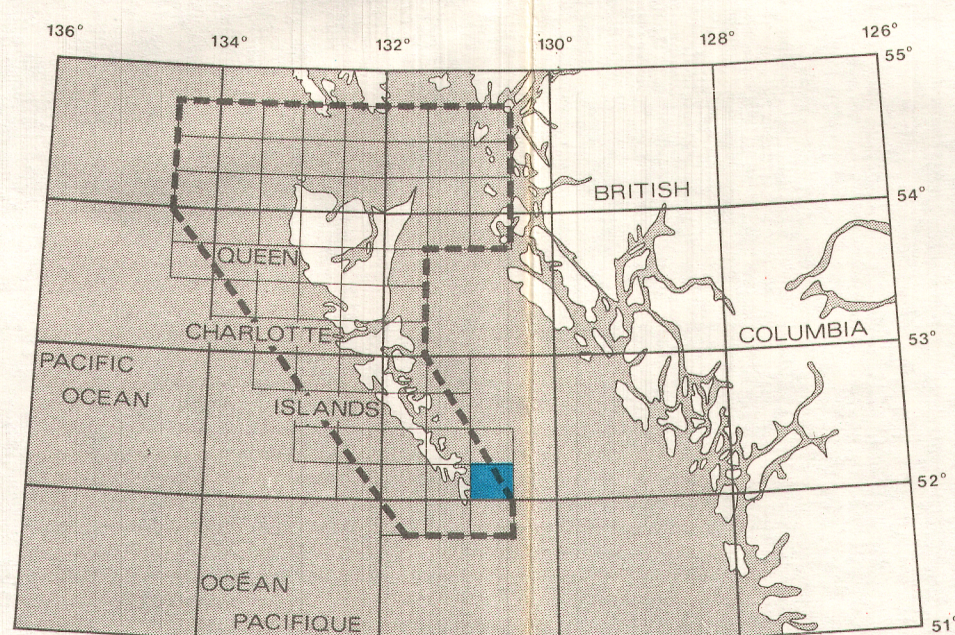 136° 134° 132° 130° 128° 126°
55°
BRITISH
54°
QUEEN
CHARLOTTE
COLUMBIA
53°
PACIFIC
OCEAN
ISLANDS
52°
OCÉAN
PACIFIQUE
51°